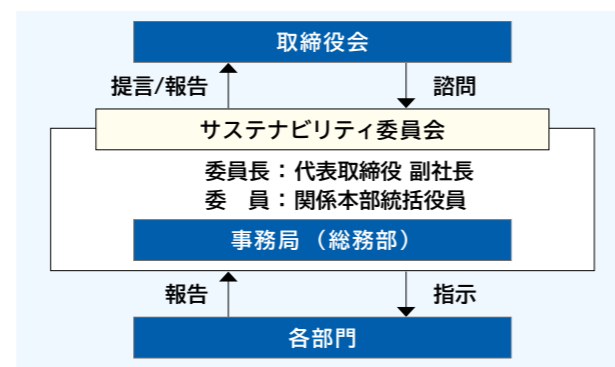 取締役会
提言/報告
諮問
サステナビリティ委員会
委員長：代表取締役 副社長
委　員：関係本部統括役員
事務局（総務部）
報告
指示
各部門